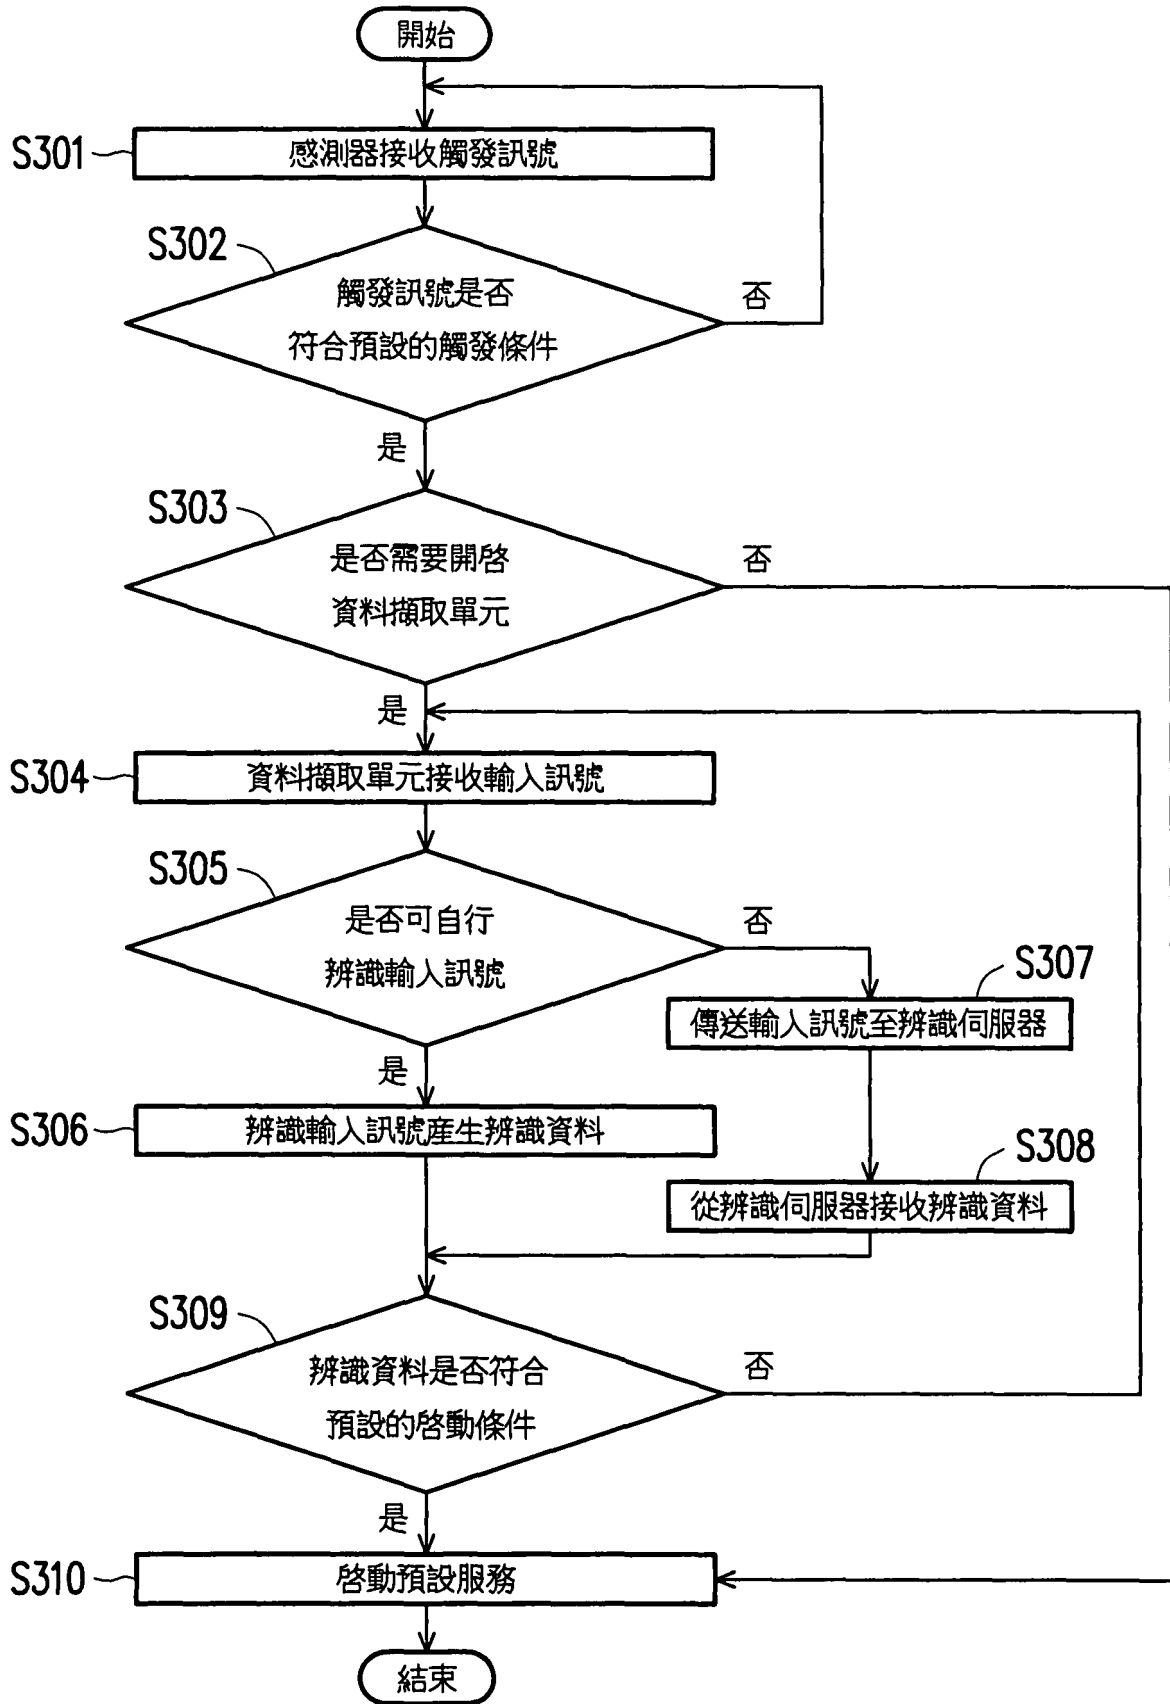 開始
S301
感測器接收觸發訊號
S302
觸發訊號是否
符合預設的觸發條件
否
是
S303
是否需要開啓
資料擷取單元
否
是
S304
資料擷取單元接收輸入訊號
S305
是否可自行
辨識輸入訊號
否
是
S307
傳送輸入訊號至辨識伺服器
S306
辨識輸入訊號產生辨識資料
S308
從辨識伺服器接收辨識資料
S309
辨識資料是否符合
預設的啓動條件
否
是
S310
啓動預設服務
結束